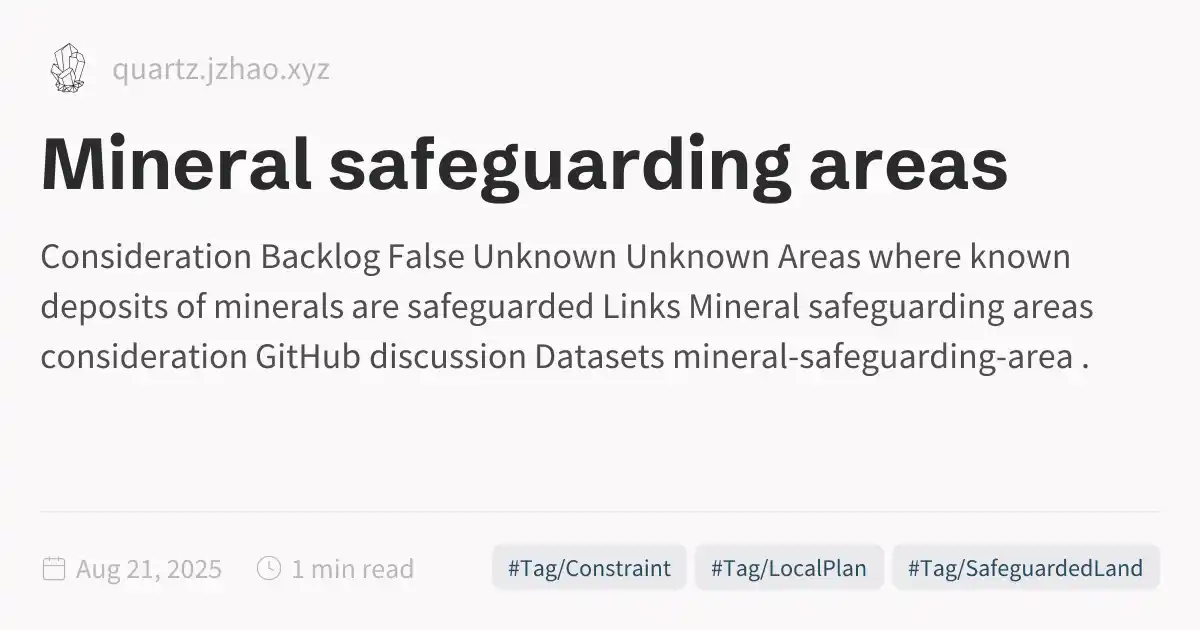 quartz.jzhao.xyz
Mineral safeguarding areas
Consideration Backlog False Unknown Unknown Areas where known
deposits of minerals are safeguarded Links Mineral safeguarding areas
consideration GitHub discussion Datasets mineral-safeguarding-area .
Aug 21, 2025 1 min read #Tag/Constraint #Tag/LocalPlan #Tag/SafeguardedLand